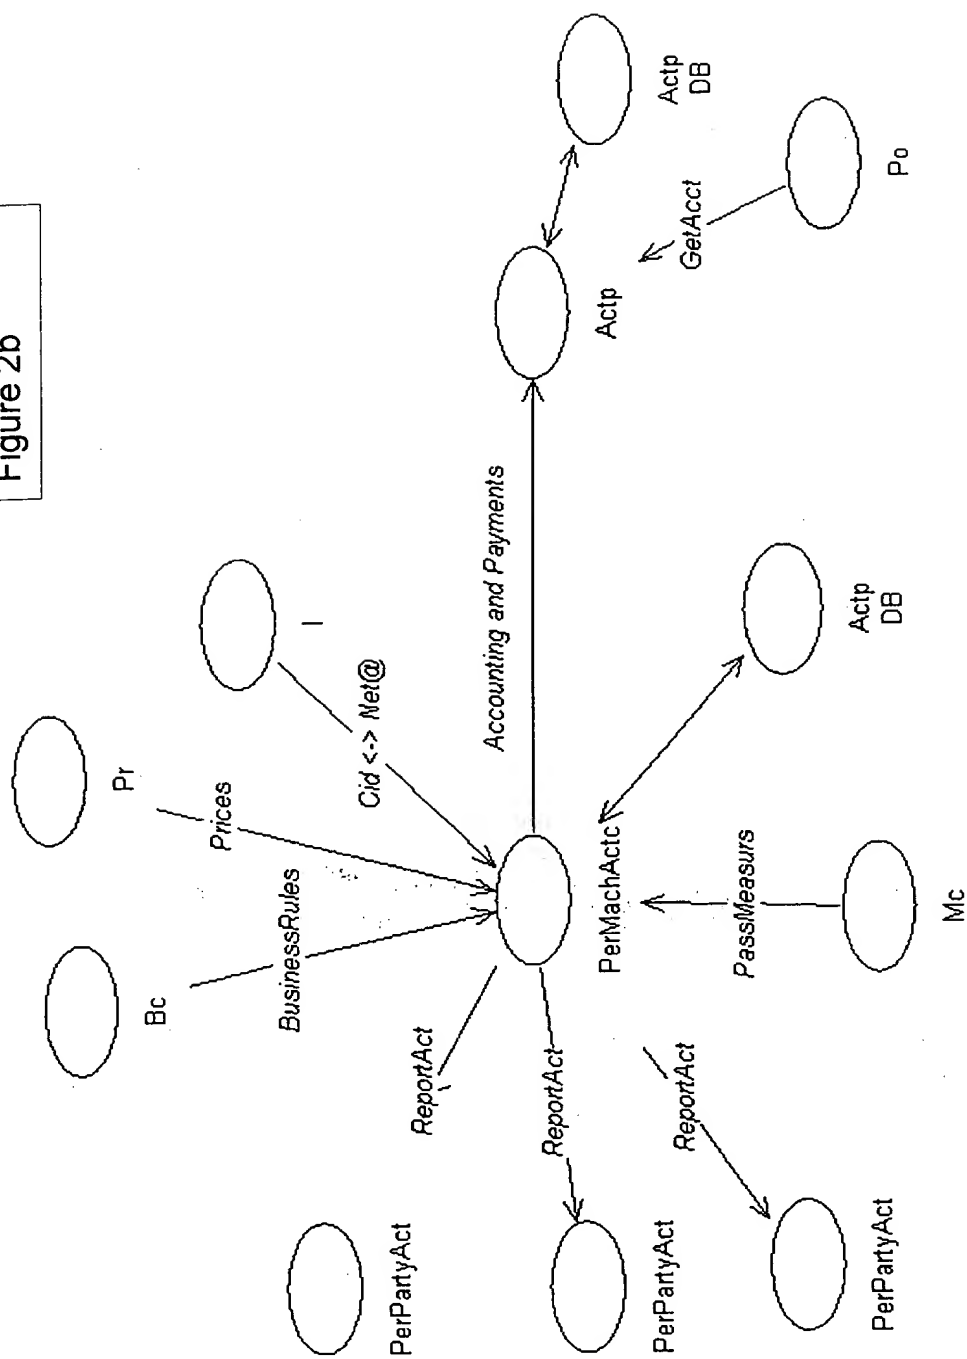 Figure 2b
Pr
Bc
Prices
BusinessRules
I
Cid <-> Net@
PerPartyAct
ReportAct
Accounting and Payments
ReportAct
PerMachActc
Actp
PerPartyAct
Actp
DB
ReportAct
GetAcct
PassMeasurs
Actp
DB
PerPartyAct
Po
Mc